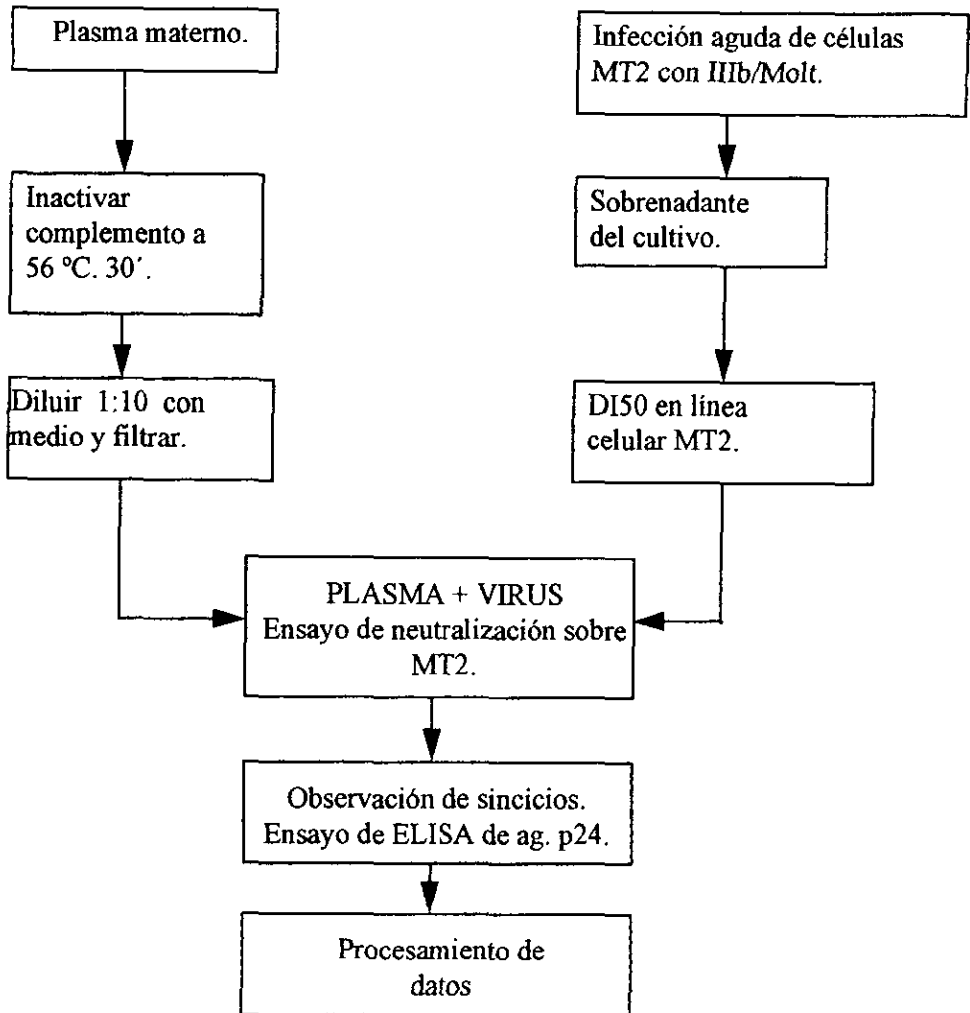 Plasma materno.
Inactivar
complemento a
56 ºC. 30´.
Diluir 1:10 con
medio y filtrar.
Infección aguda de células
MT2 con IIIb/Molt.
Sobrenadante
del cultivo.
DI50 en línea
celular MT2.
PLASMA + VIRUS
Ensayo de neutralización sobre
MT2.
Observación de sincicios.
Ensayo de ELISA de ag. p24.
Procesamiento de
datos